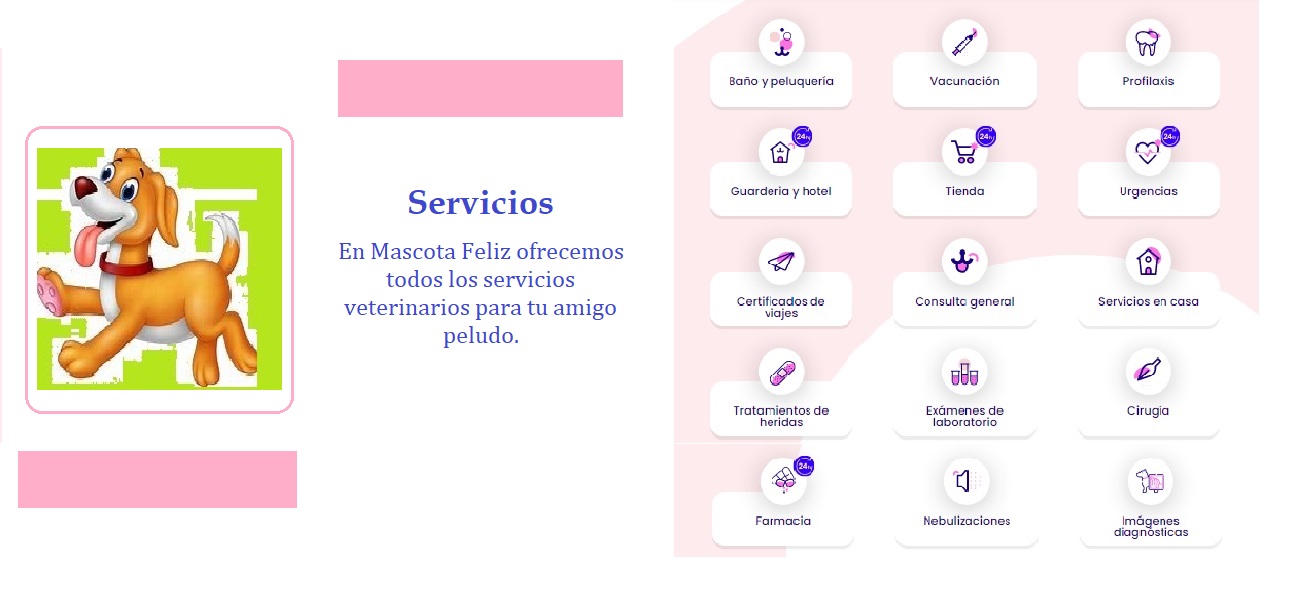 Servicios
En Mascota Feliz ofrecemos
todos los servicios
veterinarios para tu amigo
peludo.
Baño y peluquería
Vacunación
Profilaxis
24h
Guardería y hotel
24h
Tienda
24h
Urgencias
Certificados de
viajes
Consulta general
Servicios en casa
Tratamientos de
heridas
Exámenes de
laboratorio
Cirugía
24h
Farmacia
Nebulizaciones
Imágenes
diagnósticas